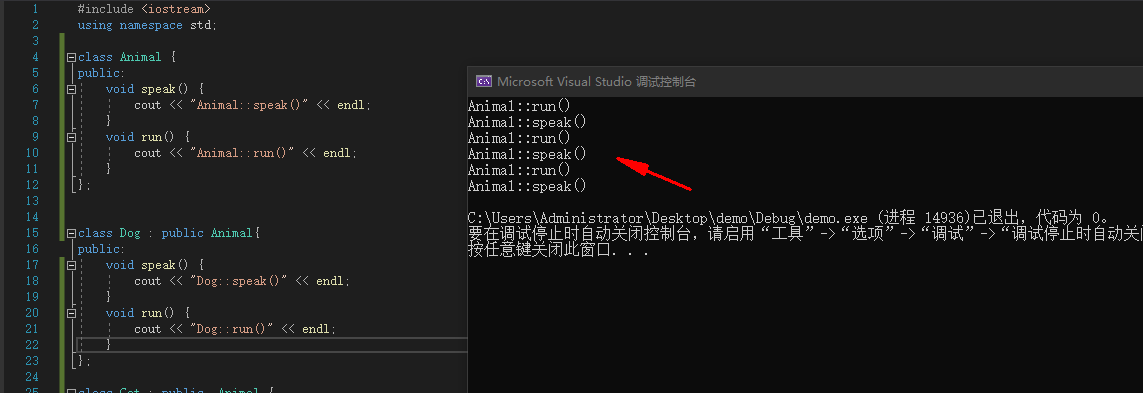 #include <iostream>
using namespace std;
class Animal {
public:
void speak() {
cout << "Animal::speak()" << endl;
}
void run() {
cout << "Animal::run()" << endl;
}
};
class Dog : public Animal{
public:
void speak() {
cout << "Dog::speak()" << endl;
}
void run() {
cout << "Dog::run()" << endl;
}
};
class Cat : public Animal {
1
2
3
4
5
6
7
8
9
10
11
12
13
14
15
16
17
18
19
20
21
22
23
24
25
Microsoft Visual Studio 调试控制台
Animal::run()
Animal::speak()
Animal::run()
Animal::speak()
Animal::run()
Animal::speak()
C:\Users\Administrator\Desktop\demo\Debug\demo.exe (进程 14936)已退出，代码为 0。
要在调试停止时自动关闭控制台，请启用“工具”->“选项”->“调试”->“调试停止时自动关闭
按任意键关闭此窗口. . .